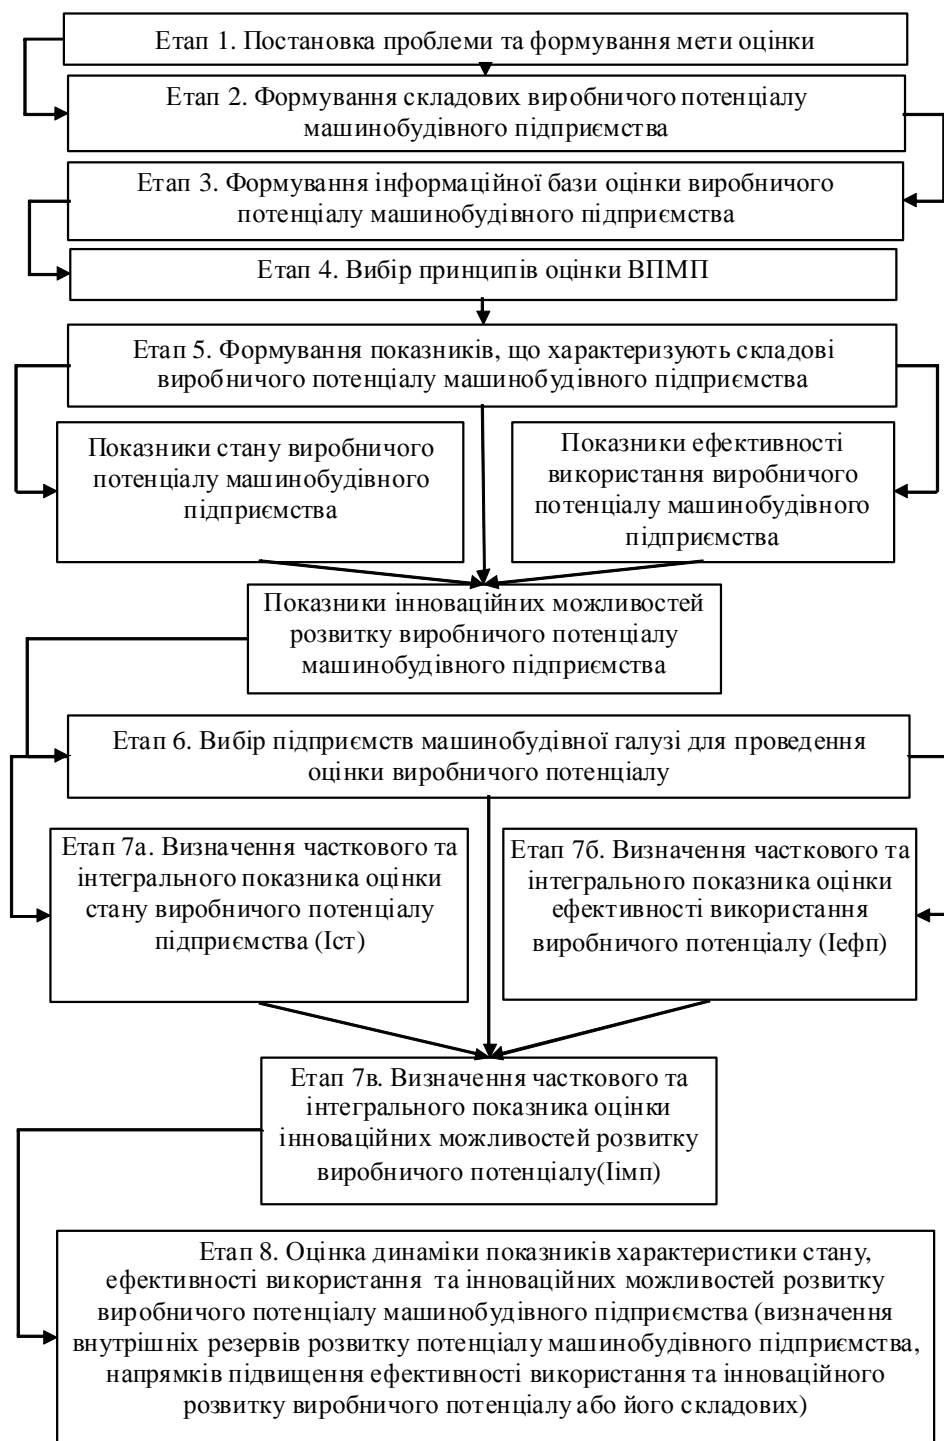 Етап 1. Постановка проблеми та формування мети оцінки
Етап 2. Формування складових виробничого потенціалу
машинобудівного підприємства
Етап 3. Формування інформаційної бази оцінки виробничого
потенціалу машинобудівного підприємства
Етап 4. Вибір принципів оцінки ВПМП
Етап 5. Формування показників, що характеризують складові
виробничого потенціалу машинобудівного підприємства
Показники стану виробничого
потенціалу машинобудівного
підприємства
Показники ефективності
використання виробничого
потенціалу машинобудівного
підприємства
Показники інноваційних можливостей
розвитку виробничого потенціалу
машинобудівного підприємства
Етап 6. Вибір підприємств машинобудівної галузі для проведення
оцінки виробничого потенціалу
Етап 7а. Визначення часткового та
інтегрального показника оцінки
стану виробничого потенціалу
підприємства (Іст)
Етап 7б. Визначення часткового та
інтегрального показника оцінки
ефективності використання
виробничого потенціалу (Іефп)
Етап 7в. Визначення часткового та
інтегрального показника оцінки
інноваційних можливостей розвитку
виробничого потенціалу(Іімп)
Етап 8. Оцінка динаміки показників характеристики стану,
ефективності використання та інноваційних можливостей розвитку
виробничого потенціалу машинобудівного підприємства (визначення
внутрішніх резервів розвитку потенціалу машинобудівного підприємства,
напрямків підвищення ефективності використання та інноваційного
розвитку виробничого потенціалу або його складових)